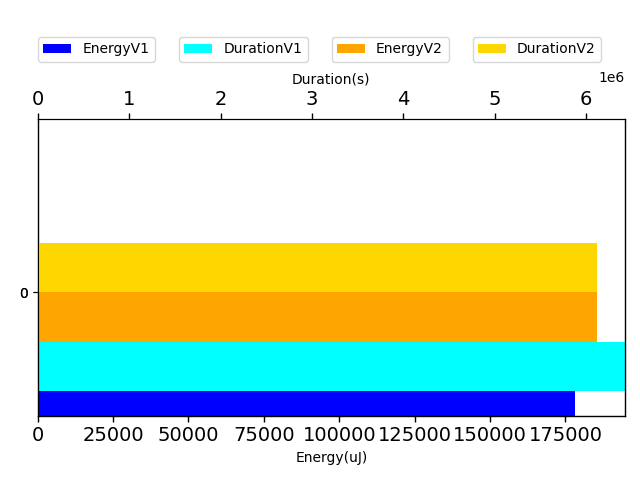 EnergyV1 DurationV1 EnergyV2 DurationV2
Duration(s)
1e6
0 1 2 3 4 5 6
0
0 25000 50000 75000 100000 125000 150000 175000
Energy(uJ)